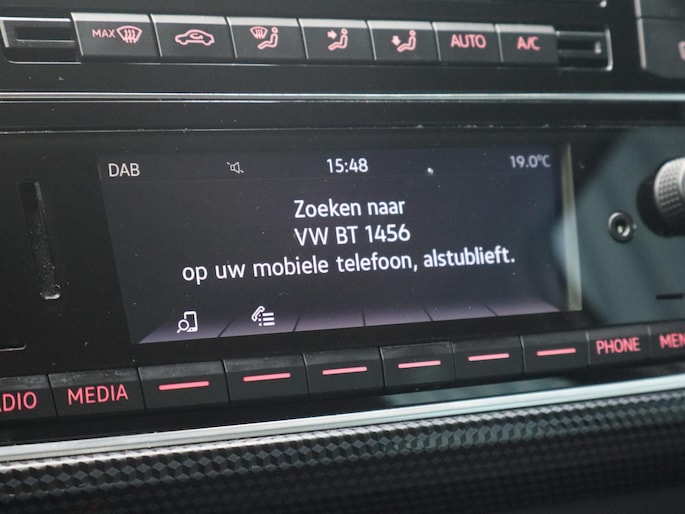 MAX
AUTO
A/C
DAB 15:48 19.0°C
Zoeken naar
VW BT 1456
op uw mobiele telefoon, alstublieft.
MEDIA
PHONE